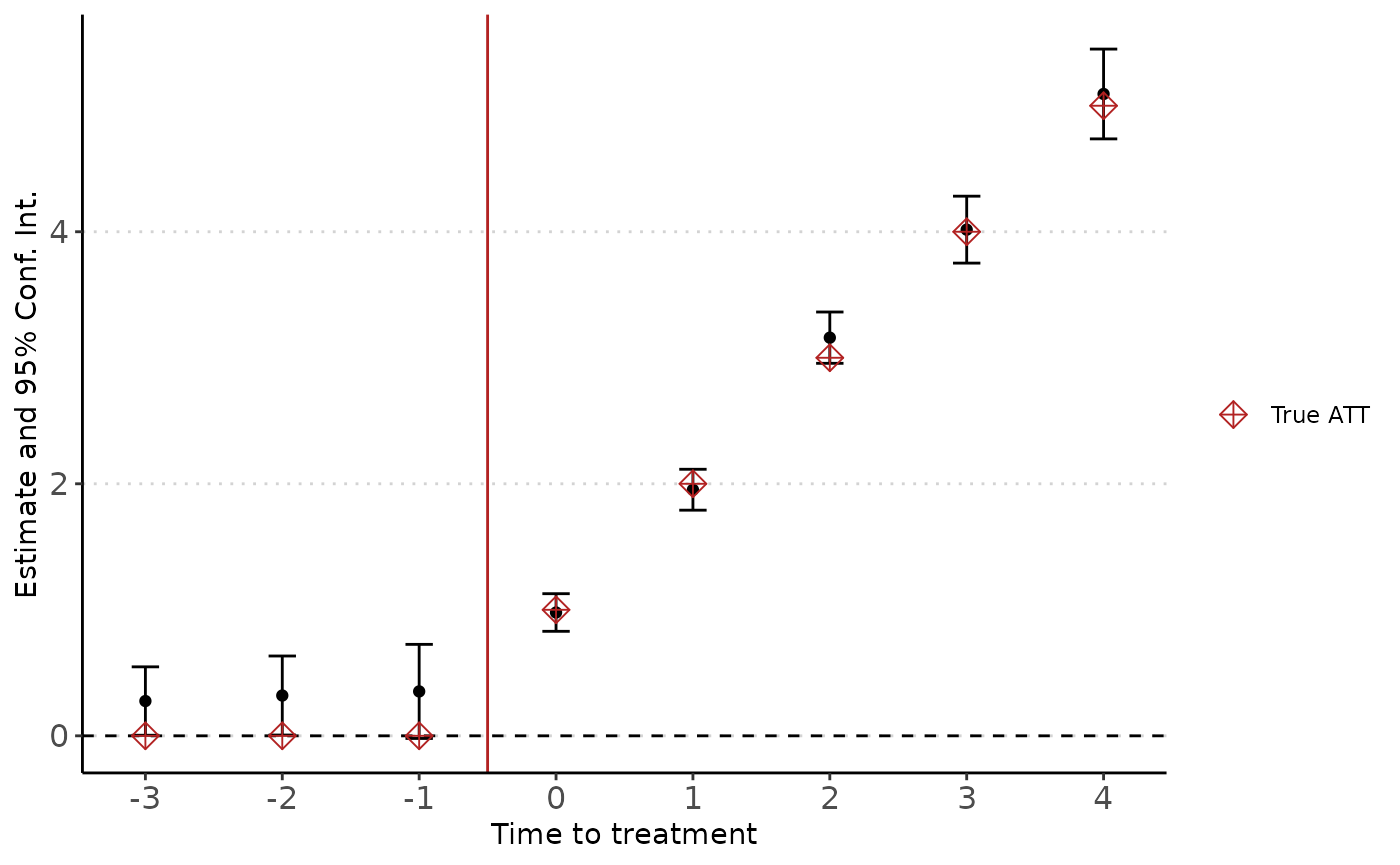 Estimate and 95% Conf. Int.
4
2
0
-3 -2 -1 0 1 2 3 4
Time to treatment
True ATT